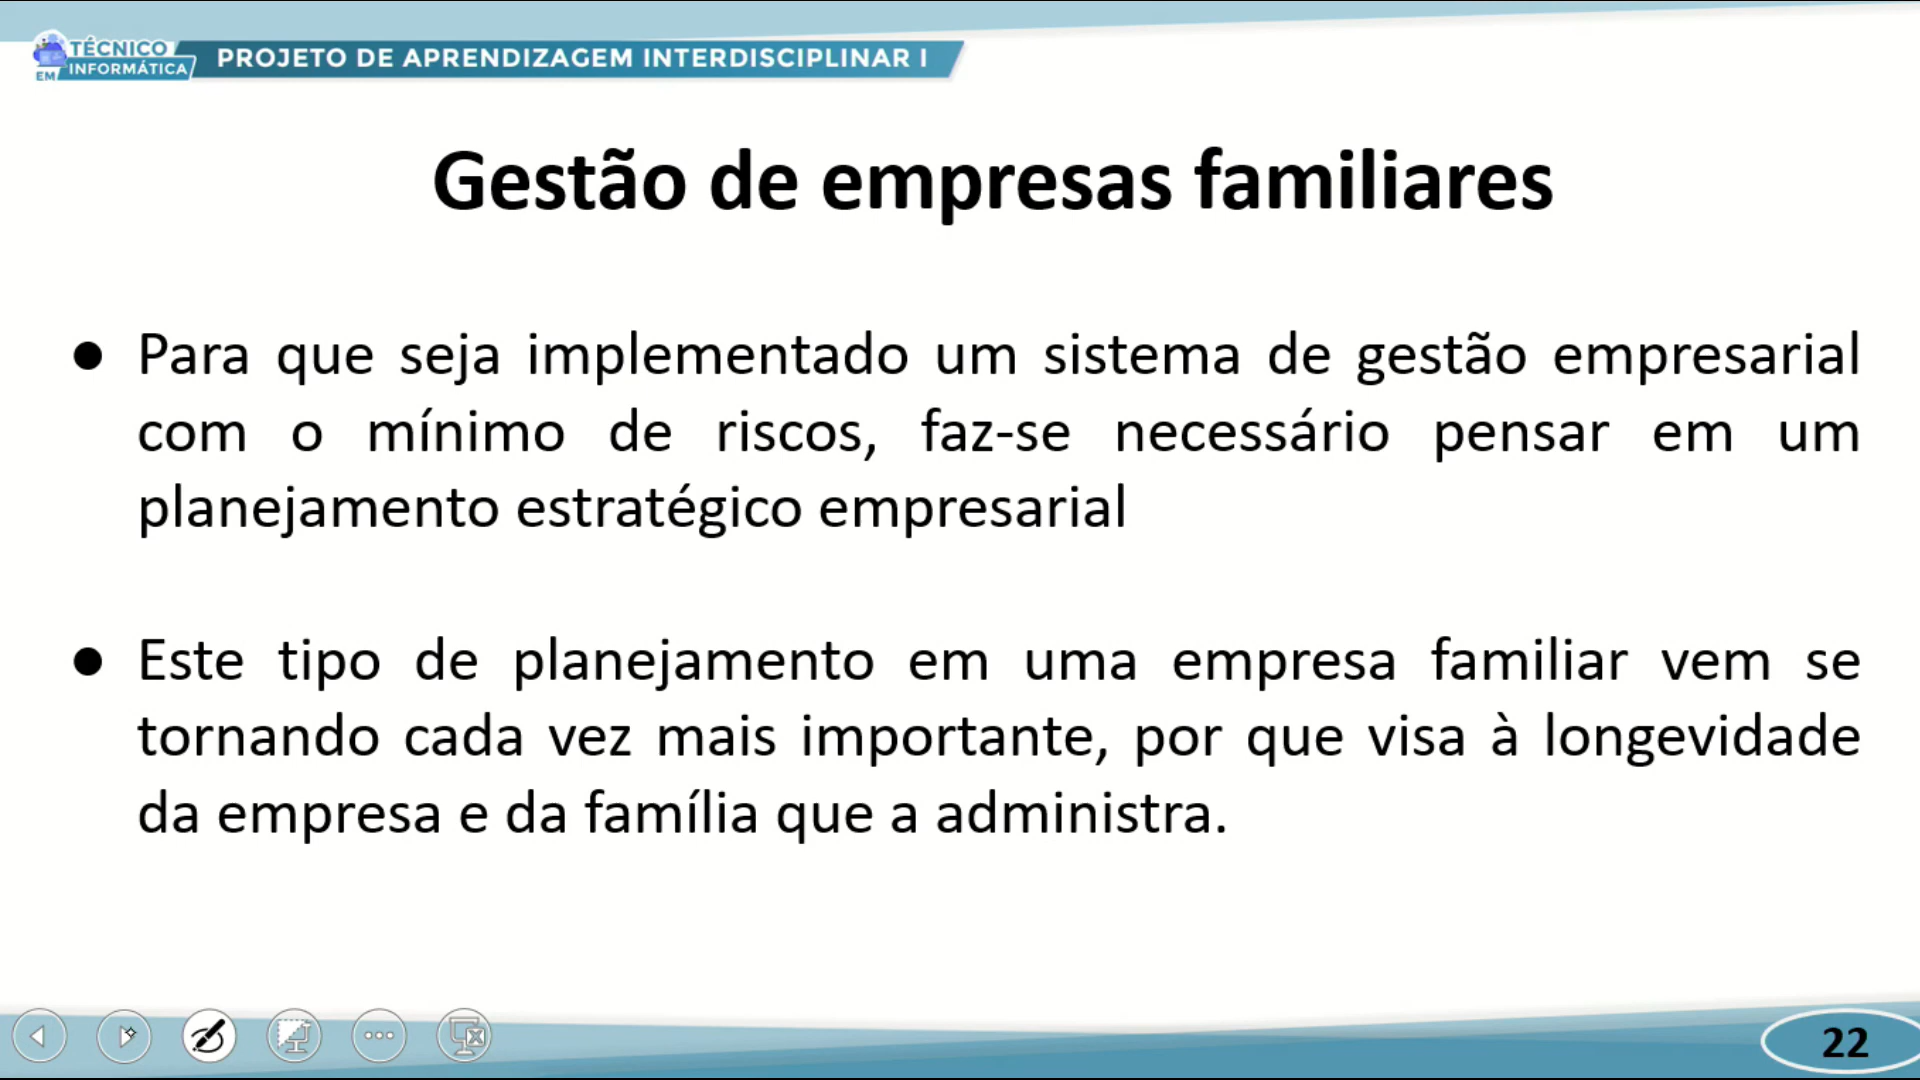 TÉCNICO
EM INFORMÁTICA
PROJETO DE APRENDIZAGEM INTERDISCIPLINAR I
Gestão de empresas familiares
● Para que seja implementado um sistema de gestão empresarial
com o mínimo de riscos, faz-se necessário pensar em um
planejamento estratégico empresarial
● Este tipo de planejamento em uma empresa familiar vem se
tornando cada vez mais importante, por que visa à longevidade
da empresa e da família que a administra.
22